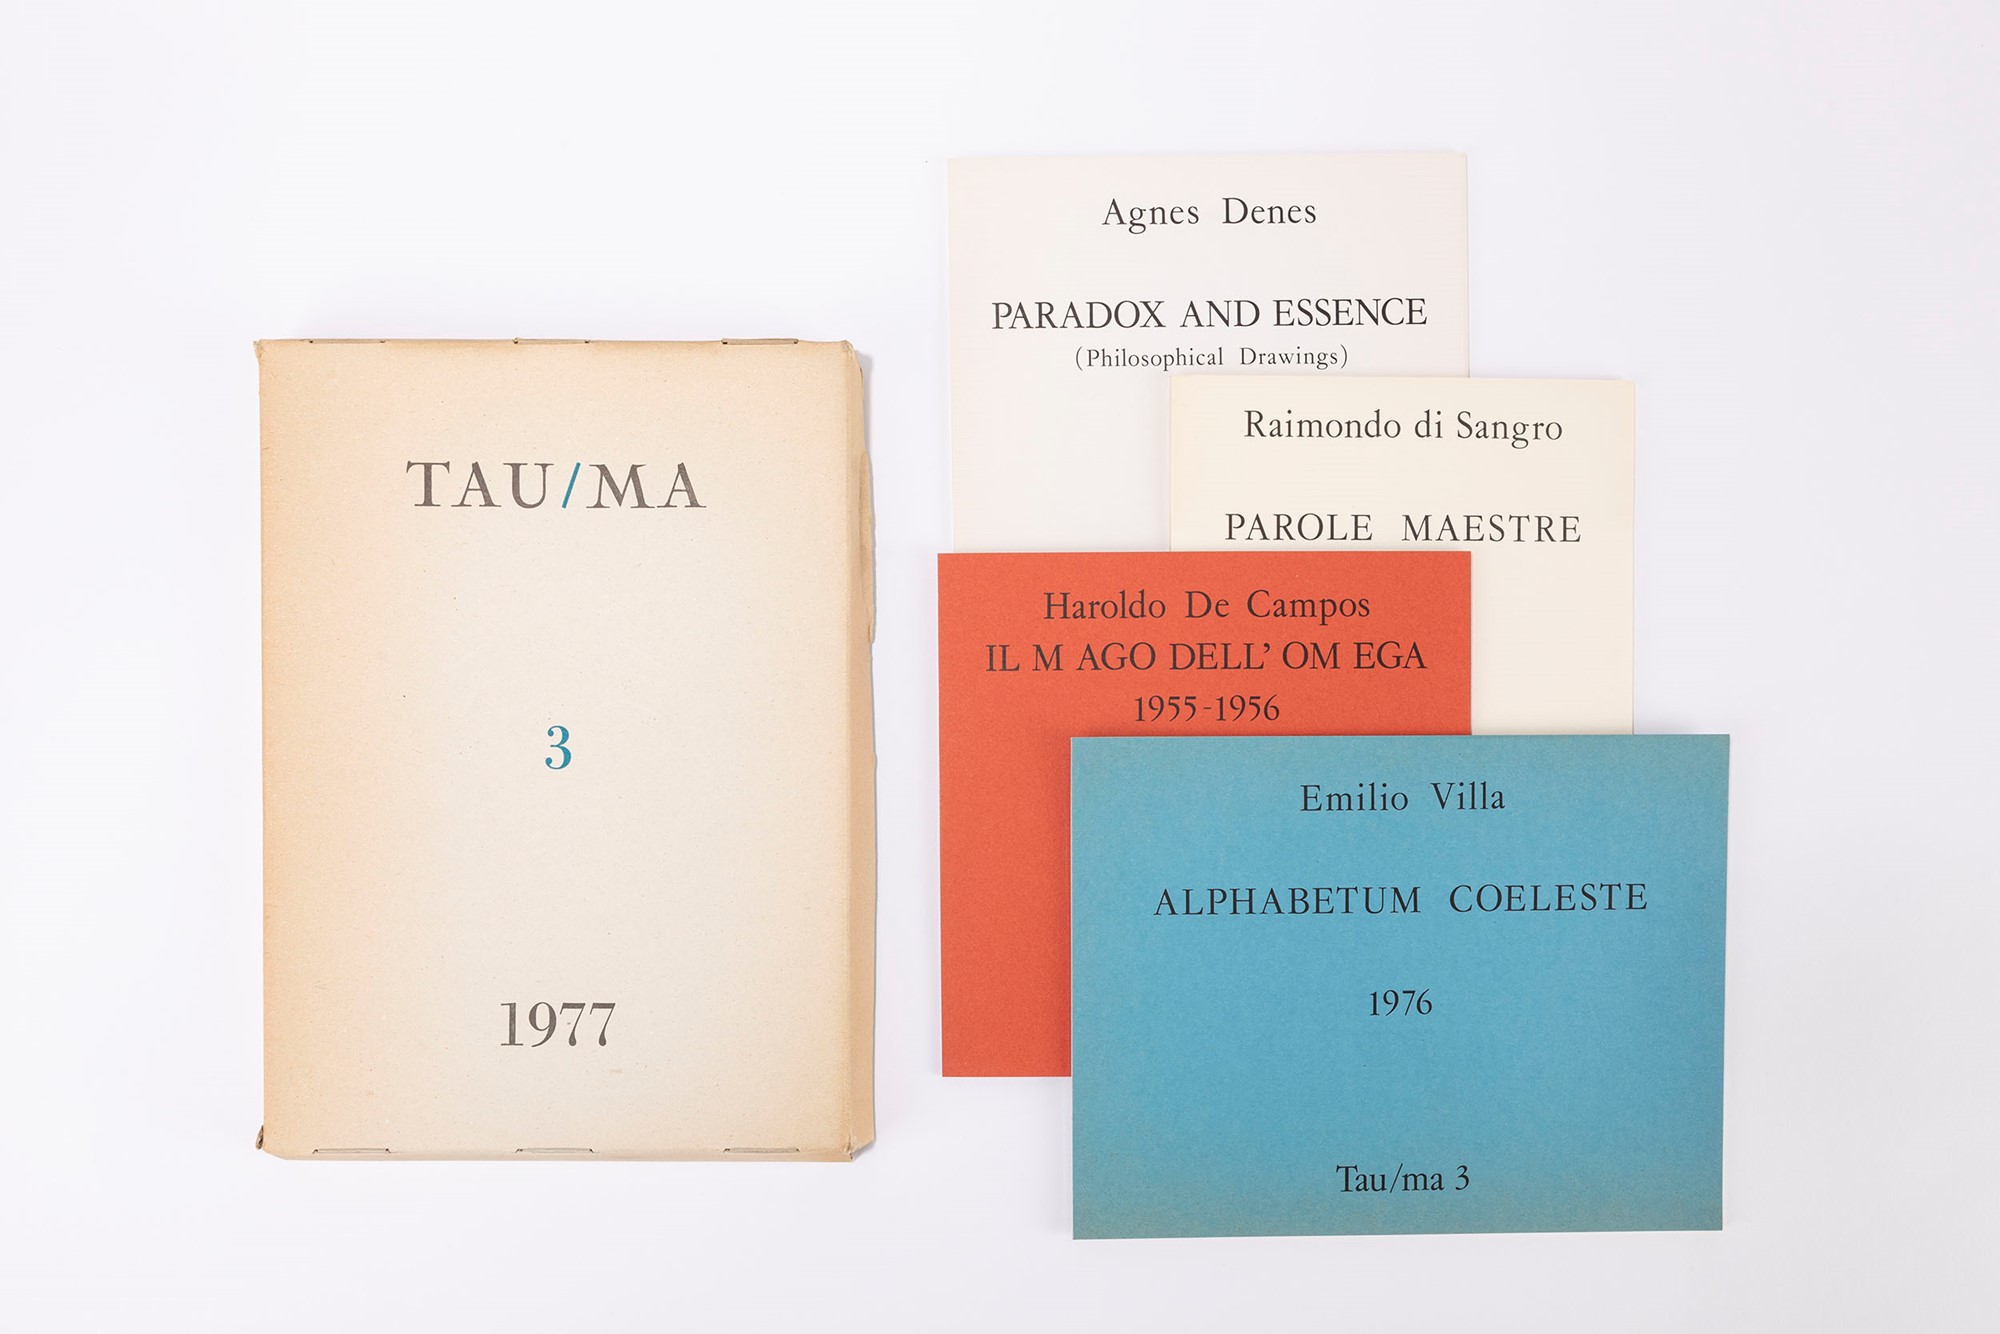 TAU/MA
3
1977
Agnes Denes
PARADOX AND ESSENCE
(Philosophical Drawings)
Raimondo di Sangro
PAROLE MAESTRE
Haroldo De Campos
IL M AGO DELL' OM EGA
1955-1956
Emilio Villa
ALPHABETUM COELESTE
1976
Tau/ma 3